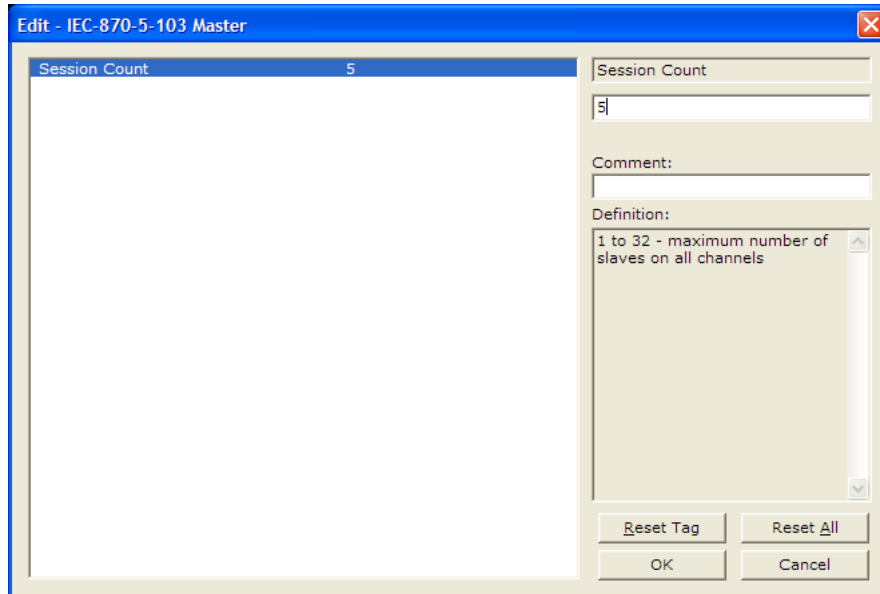 Edit - IEC-870-5-103 Master
Session Count 5
Session Count
5
Comment:
Definition:
1 to 32 - maximum number of
slaves on all channels
Reset Tag Reset All
OK Cancel